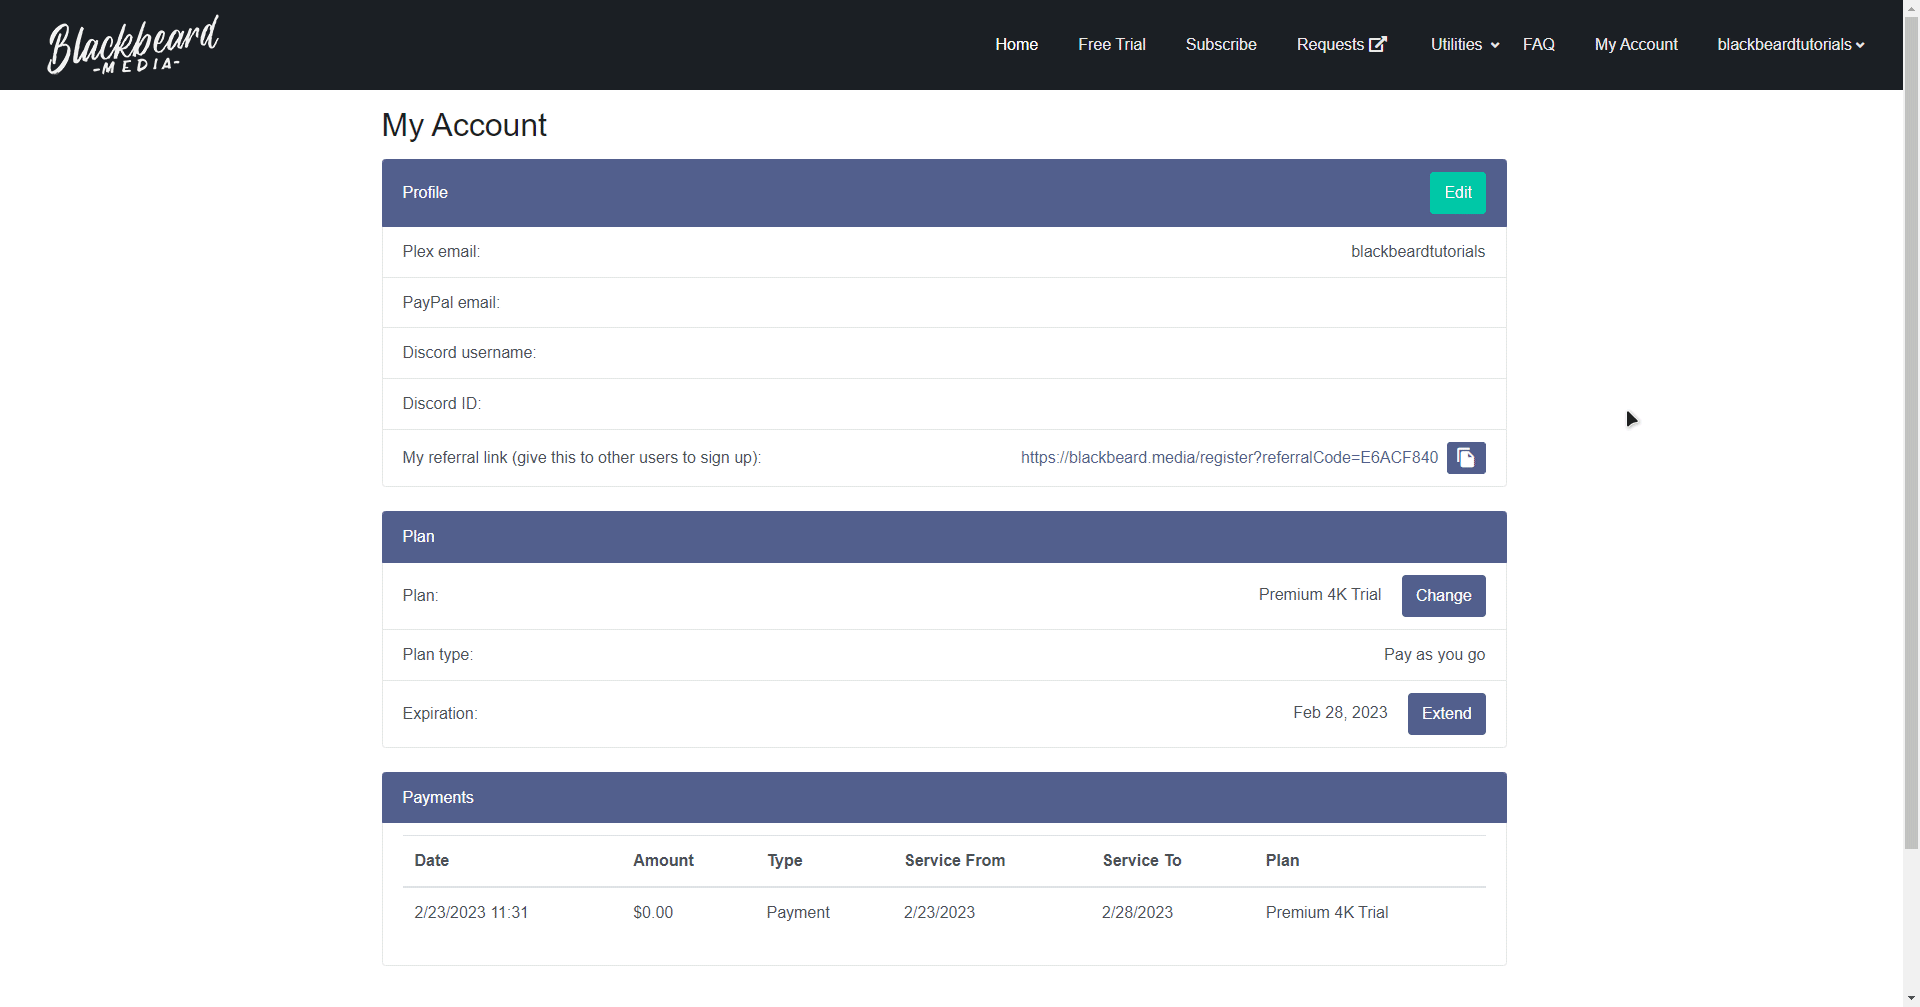 Blackbeard
-MEDIA-
Home Free Trial Subscribe Requests Utilities FAQ My Account blackbeardtutorials
My Account
Profile Edit
Plex email: blackbeardtutorials
PayPal email:
Discord username:
Discord ID:
My referral link (give this to other users to sign up): https://blackbeard.media/register?referralCode=E6ACF840
Plan
Plan: Premium 4K Trial Change
Plan type: Pay as you go
Expiration: Feb 28, 2023 Extend
Payments
Date Amount Type Service From Service To Plan
2/23/2023 11:31 $0.00 Payment 2/23/2023 2/28/2023 Premium 4K Trial